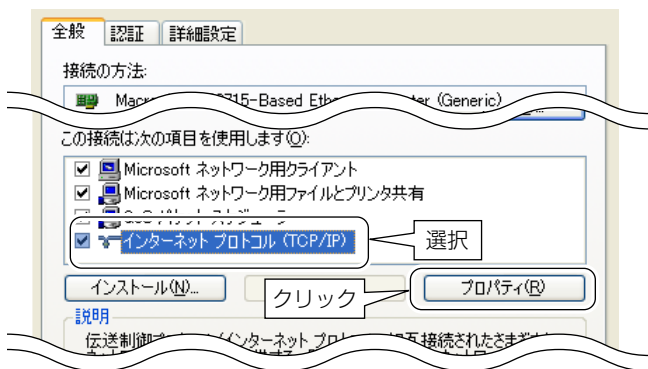 全般 認証 詳細設定
接続の方法:
この接続は次の項目を使用します(O):
Microsoft ネットワーク用クライアント
Microsoft ネットワーク用ファイルとプリンタ共有
インターネット プロトコル (TCP/IP)
選択
インストール(N)...
クリック
プロパティ(R)
説明